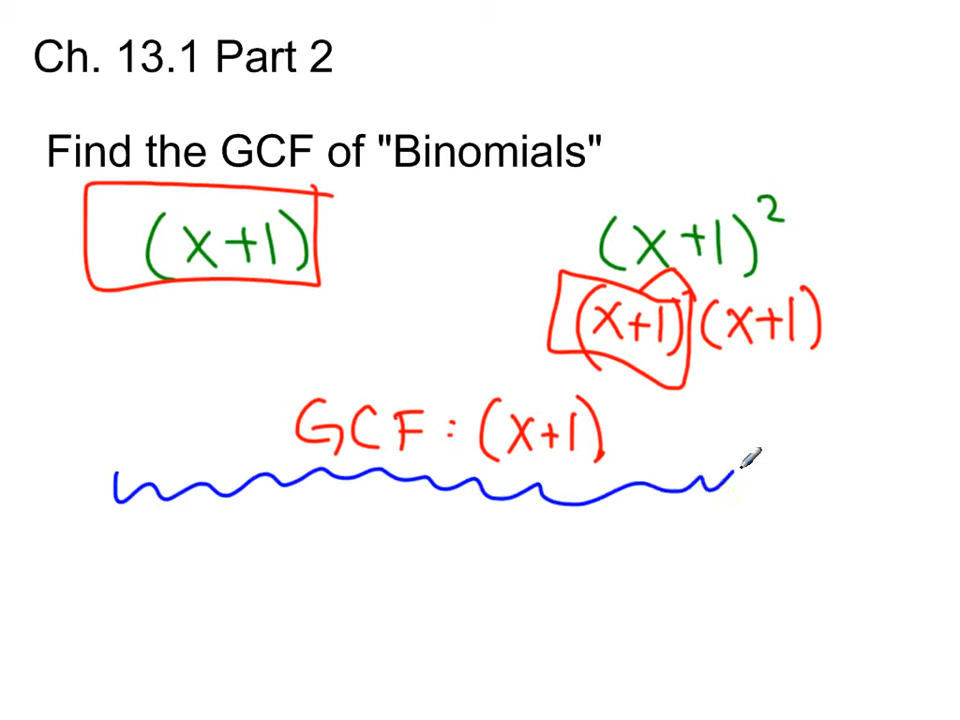 Ch. 13.1 Part 2
Find the GCF of "Binomials"
(x+1) (x+1)²
(x+1)(x+1)
GCF: (x+1)